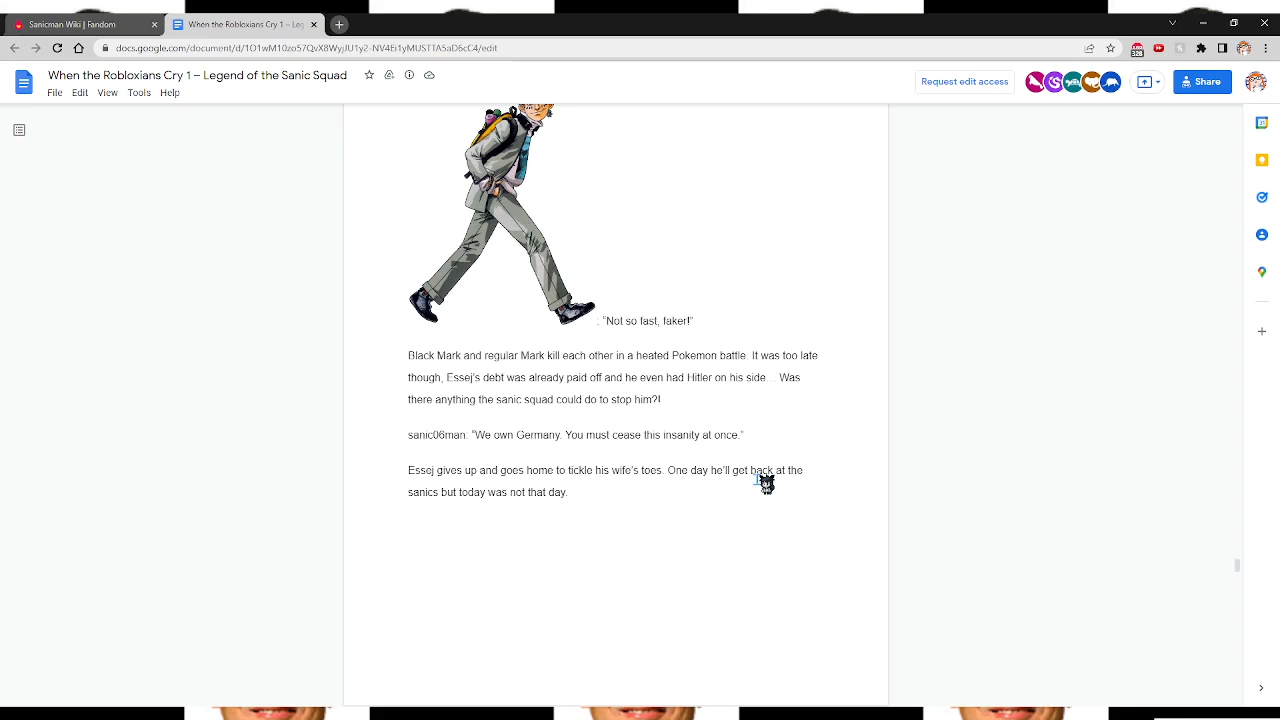 Sanicman Wiki | Fandom
When the Robloxians Cry 1 – Leg
docs.google.com/document/d/1O1wM10zo57QvX8WyjJU1y2-NV4Ei1yMUSTTA5aD6cC4/edit
When the Robloxians Cry 1 – Legend of the Sanic Squad
Request edit access
Share
File Edit View Tools Help
: “Not so fast, faker!”
Black Mark and regular Mark kill each other in a heated Pokemon battle. It was too late
though, Essej’s debt was already paid off and he even had Hitler on his side… Was
there anything the sanic squad could do to stop him?!
sanic06man: “We own Germany. You must cease this insanity at once.”
Essej gives up and goes home to tickle his wife’s toes. One day he’ll get back at the
sanics but today was not that day.